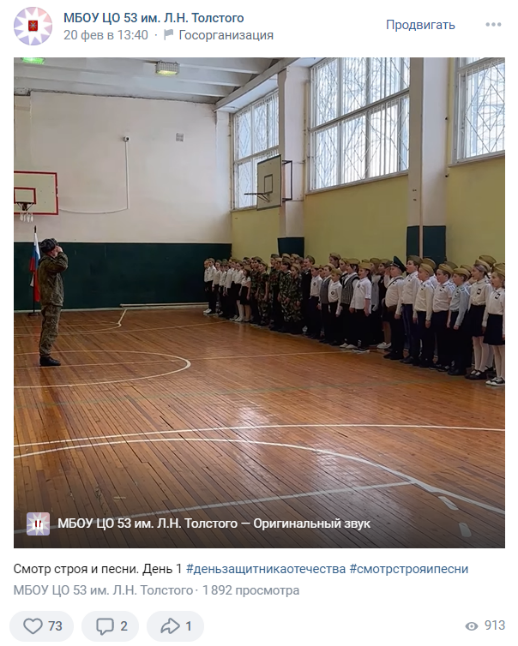 МБОУ ЦО 53 им. Л.Н. Толстого
20 фев в 13:40 · Госорганизация
Продвигать
МБОУ ЦО 53 им. Л.Н. Толстого — Оригинальный звук
Смотр строя и песни. День 1 #деньзащитникаотечества #смотрстрояипесни
МБОУ ЦО 53 им. Л.Н. Толстого · 1 892 просмотра
73
2
1
913